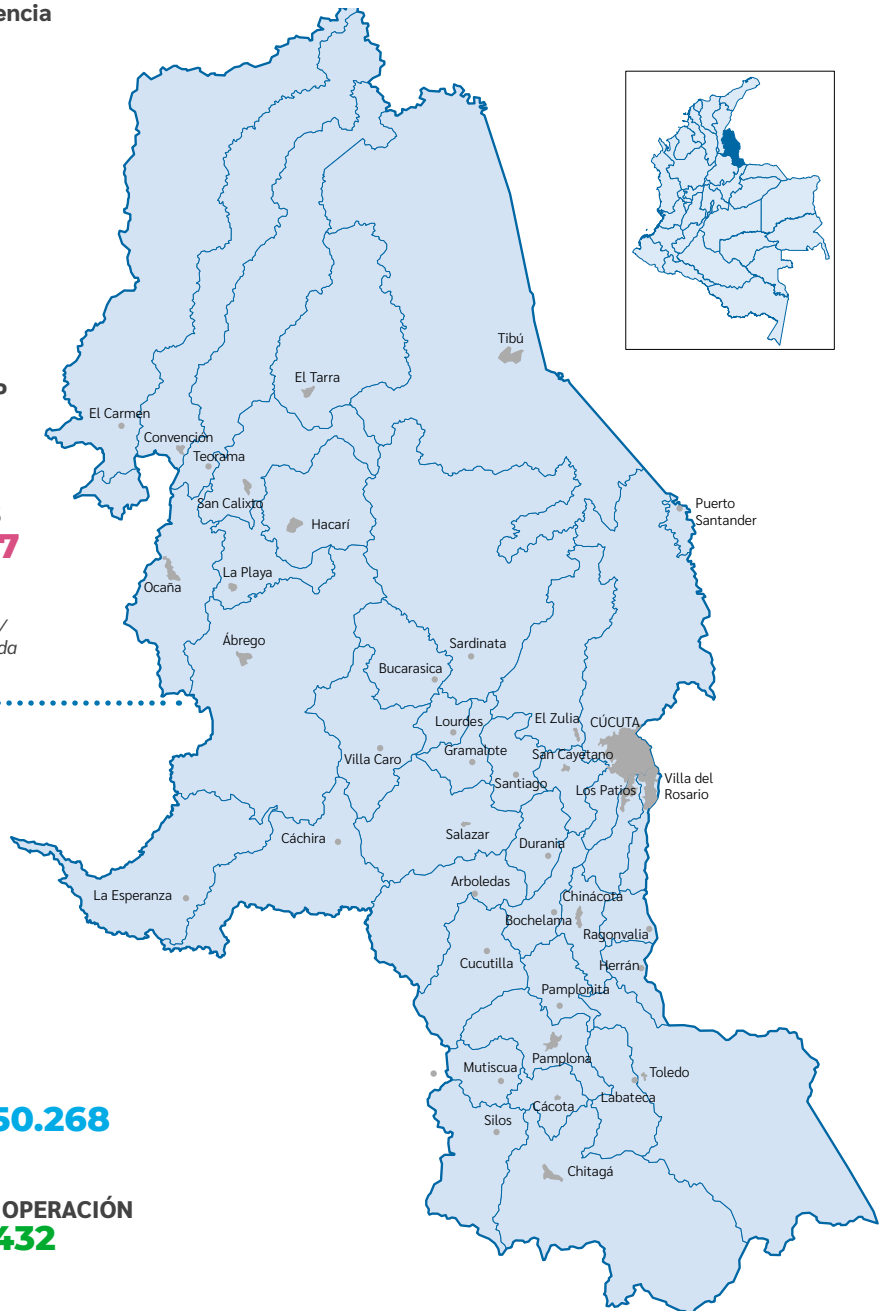 encia
Tibú
El Tarra
El Carmen
Convención
Teorama
San Calixto
Hacarí
Puerto
Santander
7
La Playa
Ocaña
/
da
Ábrego
Sardinata
Bucarasica
Lourdes
El Zulia
CÚCUTA
Gramalote
San Cayetano
Villa Caro
Santiago
Los Patios
Villa del
Rosario
Salazar
Cáchira
Durania
Arboledas
La Esperanza
Chinácota
Bochelama
Ragonvalia
Cucutilla
Herrán
Pamplonita
Pamplona
Mutiscua
Toledo
Labateca
Cácota
Silos
50.268
Chitagá
OPERACIÓN
432